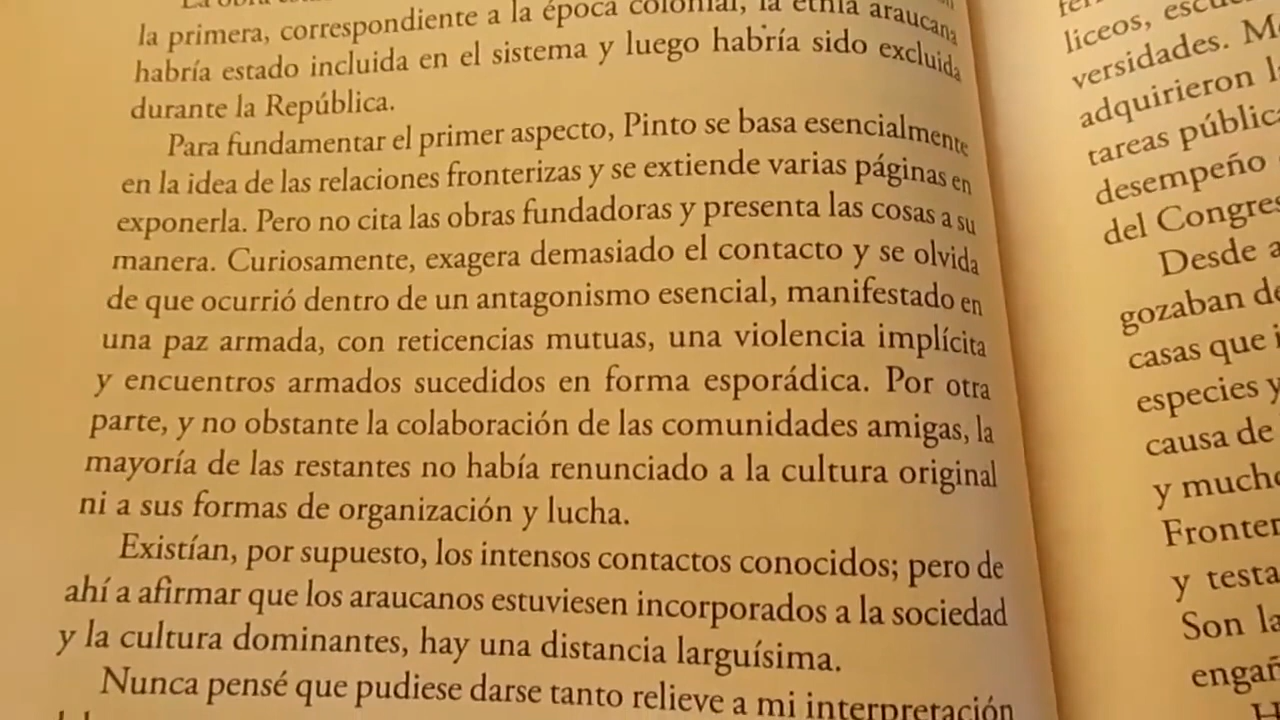 la primera, correspondiente a la época colonial, la etnia araucana
habría estado incluida en el sistema y luego habría sido excluida
durante la República.
Para fundamentar el primer aspecto, Pinto se basa esencialmente
en la idea de las relaciones fronterizas y se extiende varias páginas en
exponerla. Pero no cita las obras fundadoras y presenta las cosas a su
manera. Curiosamente, exagera demasiado el contacto y se olvida
de que ocurrió dentro de un antagonismo esencial, manifestado en
una paz armada, con reticencias mutuas, una violencia implícita
y encuentros armados sucedidos en forma esporádica. Por otra
parte, y no obstante la colaboración de las comunidades amigas, la
mayoría de las restantes no había renunciado a la cultura original
ni a sus formas de organización y lucha.
Existían, por supuesto, los intensos contactos conocidos; pero de
ahí a afirmar que los araucanos estuviesen incorporados a la sociedad
y la cultura dominantes, hay una distancia larguísima.
Nunca pensé que pudiese darse tanto relieve a mi interpretación
liceos,
versidades.
adquirieron
tareas
desempeño
del
Desde
gozaban
casas que
especies y
causa de
y
y
Son